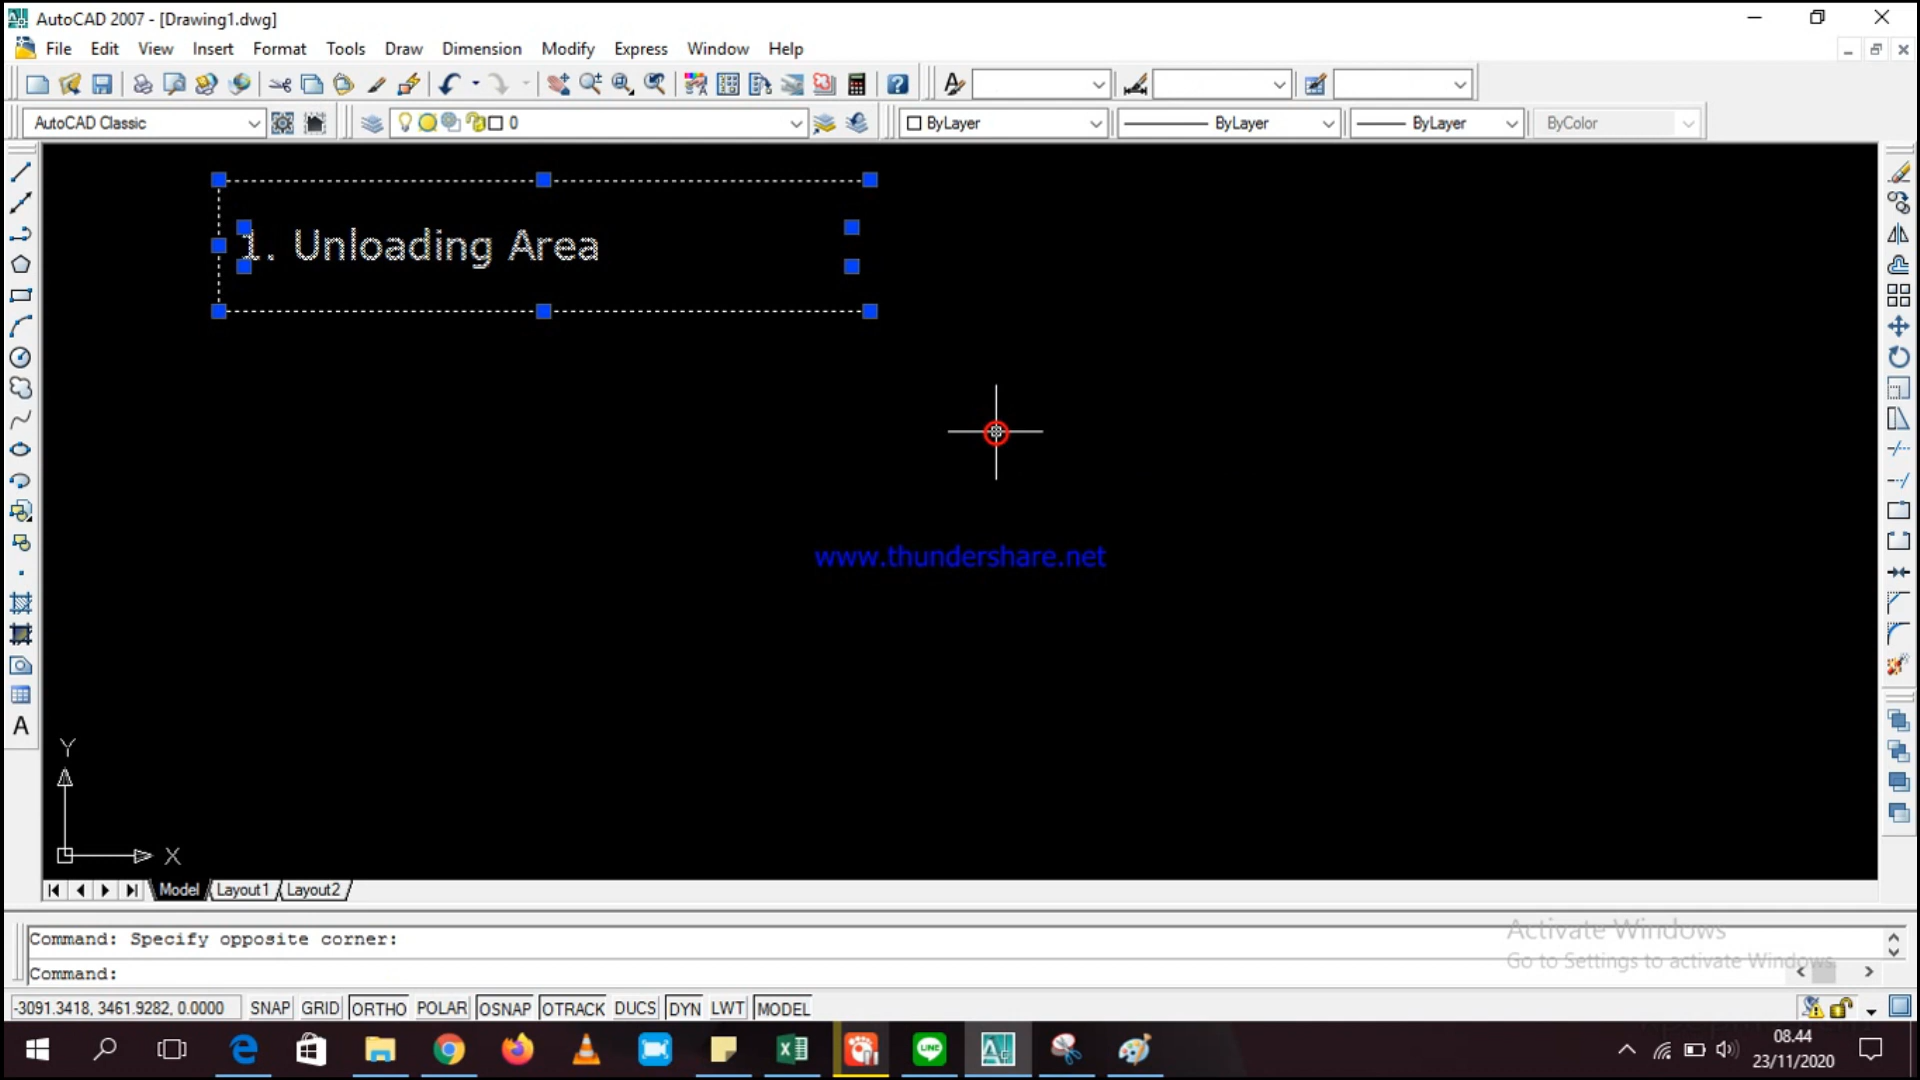 AutoCAD 2007 - [Drawing1.dwg]
File Edit View Insert Format Tools Draw Dimension Modify Express Window Help
AutoCAD Classic 0 ByLayer ByLayer ByLayer ByColor
1. Unloading Area
www.thundershare.net
Y
X
Model Layout1 Layout2
Command: Specify opposite corner:
Command:
Activate Windows
Go to Settings to activate Windows.
-3091.3418, 3461.9282, 0.0000 SNAP GRID ORTHO POLAR OSNAP OTRACK DUCS DYN LWT MODEL
08.44
23/11/2020